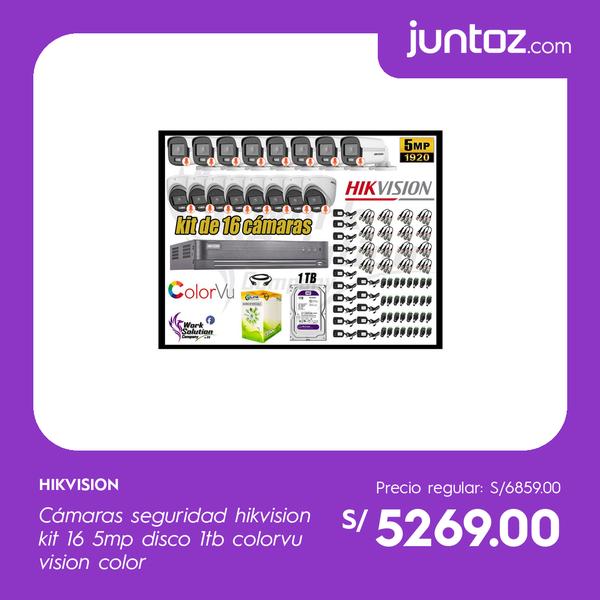 juntoz.com
5MP
1920
HIKVISION
kit de 16 cámaras
ColorVu
1 TB
Work
Solution
Company
HIKVISION
Cámaras seguridad hikvision
kit 16 5mp disco 1tb colorvu
vision color
Precio regular: S/6859.00
S/ 5269.00